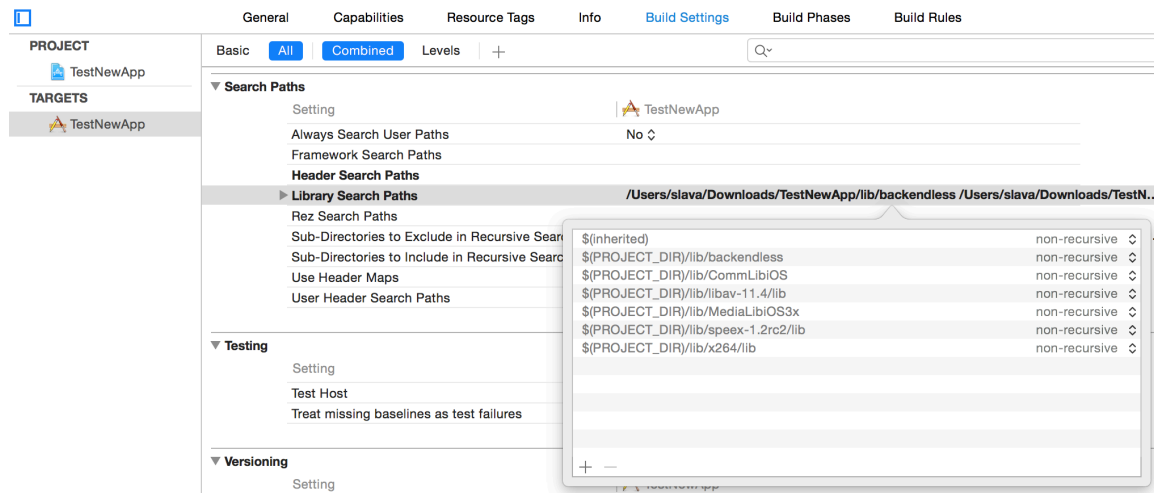 General Capabilities Resource Tags Info Build Settings Build Phases Build Rules
PROJECT
TestNewApp
TARGETS
TestNewApp
Basic All Combined Levels +
Search Paths
Setting TestNewApp
Always Search User Paths No
Framework Search Paths
Header Search Paths
Library Search Paths /Users/slava/Downloads/TestNewApp/lib/backendless /Users/slava/Downloads/TestN...
Rez Search Paths
Sub-Directories to Exclude in Recursive Sear
Sub-Directories to Include in Recursive Searc
Use Header Maps
User Header Search Paths
$(inherited) non-recursive
$(PROJECT_DIR)/lib/backendless non-recursive
$(PROJECT_DIR)/lib/CommLibiOS non-recursive
$(PROJECT_DIR)/lib/libav-11.4/lib non-recursive
$(PROJECT_DIR)/lib/MediaLibiOS3x non-recursive
$(PROJECT_DIR)/lib/speex-1.2rc2/lib non-recursive
$(PROJECT_DIR)/lib/x264/lib non-recursive
+ −
Testing
Setting
Test Host
Treat missing baselines as test failures
Versioning
Setting